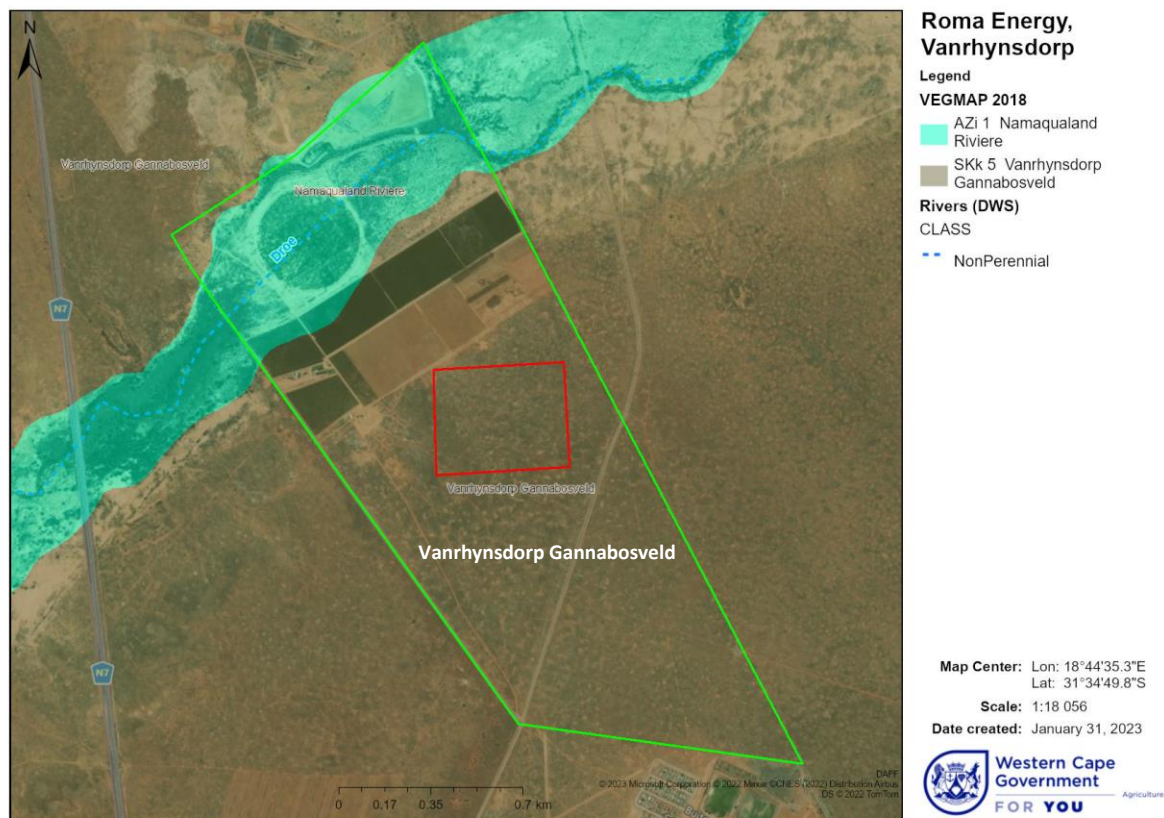 Roma Energy,
Vanrhynsdorp
Legend
VEGMAP 2018
AZi 1 Namaqualand
Riviere
SKk 5 Vanrhynsdorp
Gannabosveld
Rivers (DWS)
CLASS
NonPerennial
N
Vanrhynsdorp Gannabosveld
Namaqualand Riviere
Droe
N7
Vanrhynsdorp Gannabosveld
Vanrhynsdorp Gannabosveld
N7
0 0.17 0.35 0.7 km
DAFF
© 2023 Microsoft Corporation © 2022 Maxar ©CNES (2022) Distribution Airbus
DS © 2022 TomTom
Map Center: Lon: 18°44'35.3"E
Lat: 31°34'49.8"S
Scale: 1:18 056
Date created: January 31, 2023
Western Cape
Government
Agriculture
FOR YOU